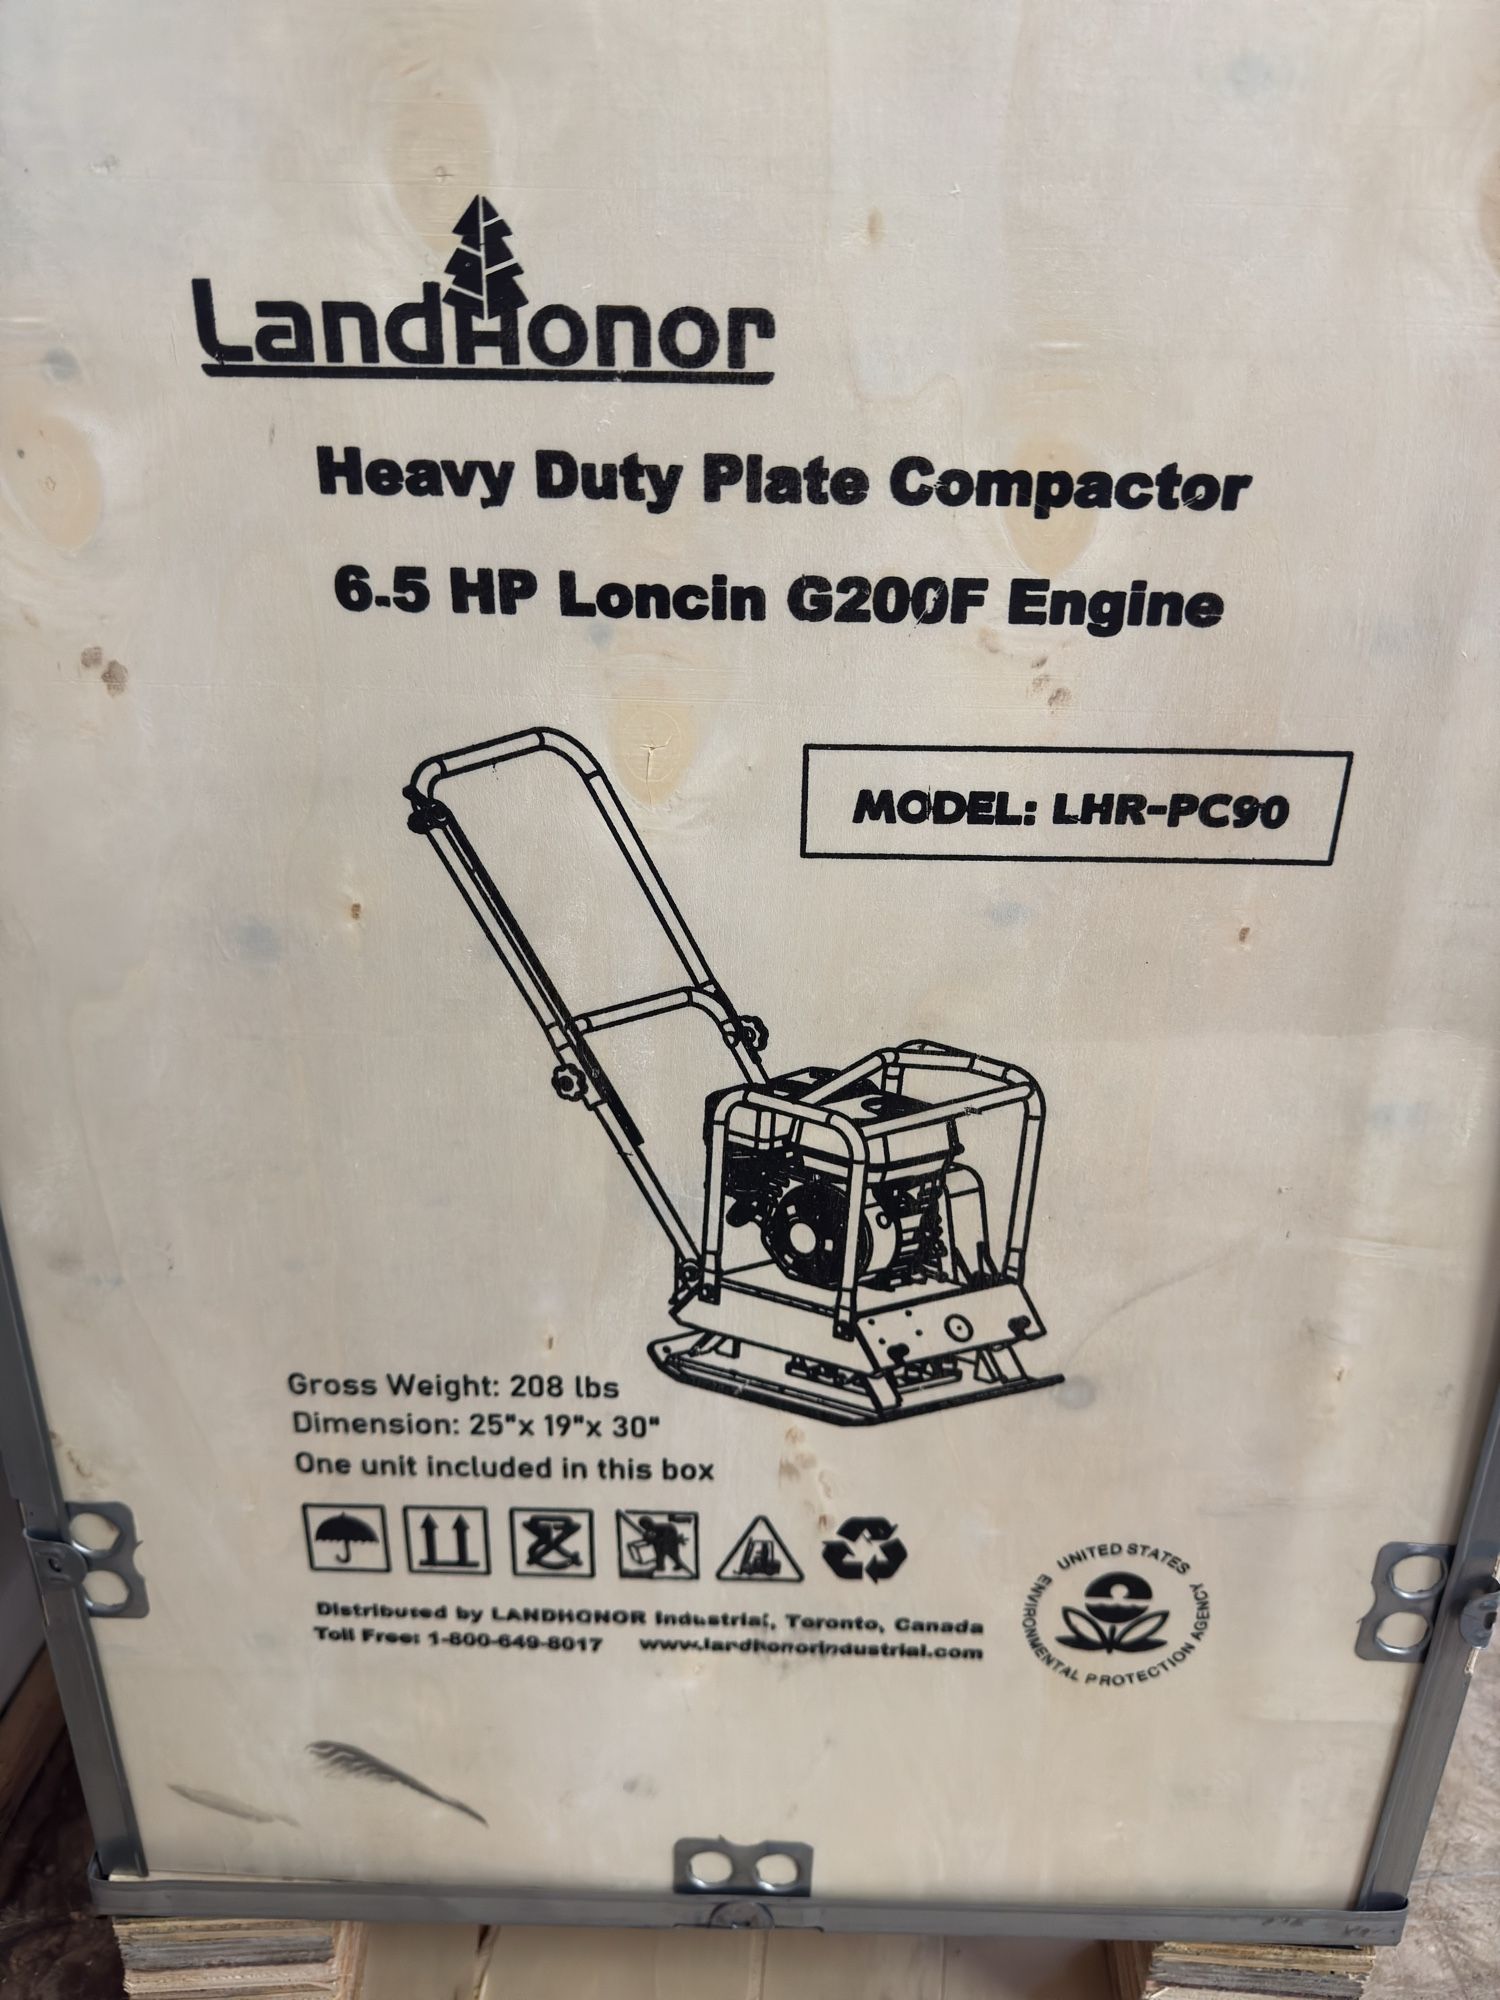 LandHonor
Heavy Duty Plate Compactor
6.5 HP Loncin G200F Engine
MODEL: LHR-PC90
Gross Weight: 208 lbs
Dimension: 25"x 19"x 30"
One unit included in this box
Distributed by LANDHONOR Industrial, Toronto, Canada
Toll Free: 1-800-649-8017 www.landhonorindustrial.com
UNITED STATES
ENVIRONMENTAL PROTECTION AGENCY